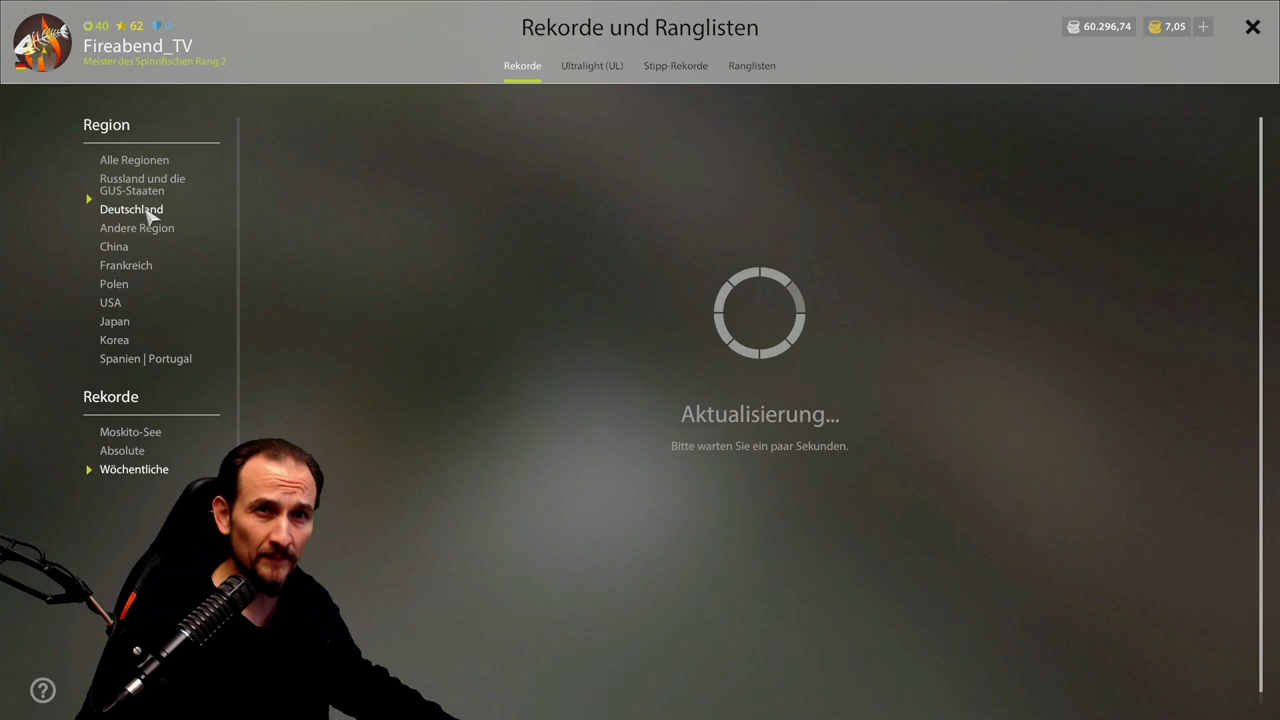 40 62 0
Fireabend_TV
Meister des Spinnfischen Rang 2
Rekorde und Ranglisten
60.296,74 7,05 +
Rekorde Ultralight (UL) Stipp-Rekorde Ranglisten
Region
Alle Regionen
Russland und die
GUS-Staaten
Deutschland
Andere Region
China
Frankreich
Polen
USA
Japan
Korea
Spanien | Portugal
Rekorde
Moskito-See
Absolute
Wöchentliche
Aktualisierung...
Bitte warten Sie ein paar Sekunden.
?